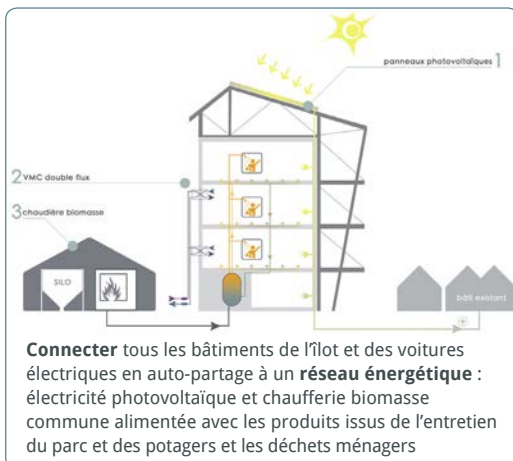 panneaux photovoltaïques 1
2 VMC double flux
3 chaudière biomasse
SILO
bâti existant
Connecter tous les bâtiments de l'îlot et des voitures
électriques en auto-partage à un réseau énergétique :
électricité photovoltaïque et chaufferie biomasse
commune alimentée avec les produits issus de l'entretien
du parc et des potagers et les déchets ménagers